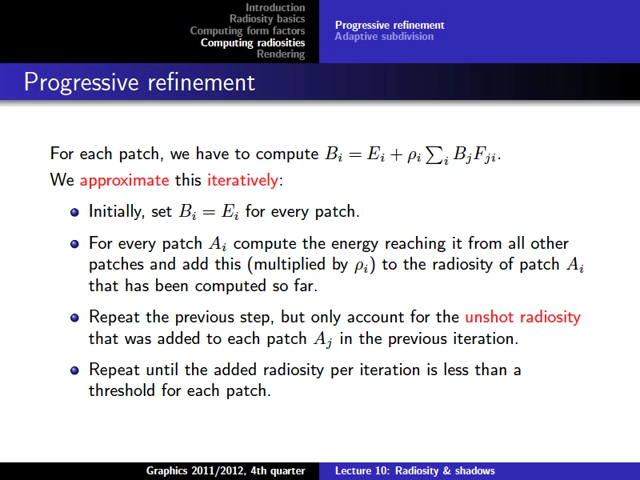 Introduction
Radiosity basics
Computing form factors
Computing radiosities
Rendering
Progressive refinement
Adaptive subdivision
Progressive refinement
For each patch, we have to compute B_i = E_i + ρ_i ∑_i B_j F_{ji}.
We approximate this iteratively:
Initially, set B_i = E_i for every patch.
For every patch A_i compute the energy reaching it from all other
patches and add this (multiplied by ρ_i) to the radiosity of patch A_i
that has been computed so far.
Repeat the previous step, but only account for the unshot radiosity
that was added to each patch A_j in the previous iteration.
Repeat until the added radiosity per iteration is less than a
threshold for each patch.
Graphics 2011/2012, 4th quarter
Lecture 10: Radiosity & shadows